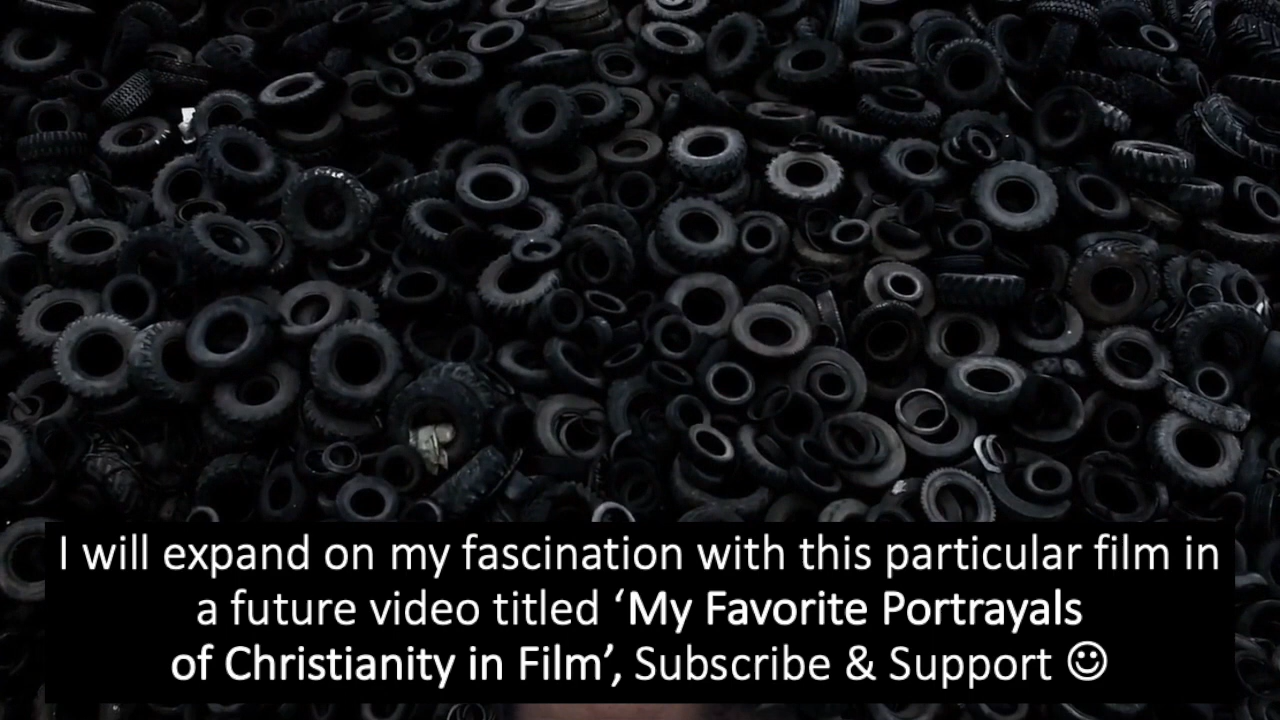 I will expand on my fascination with this particular film in
a future video titled ‘My Favorite Portrayals
of Christianity in Film’, Subscribe & Support ☺